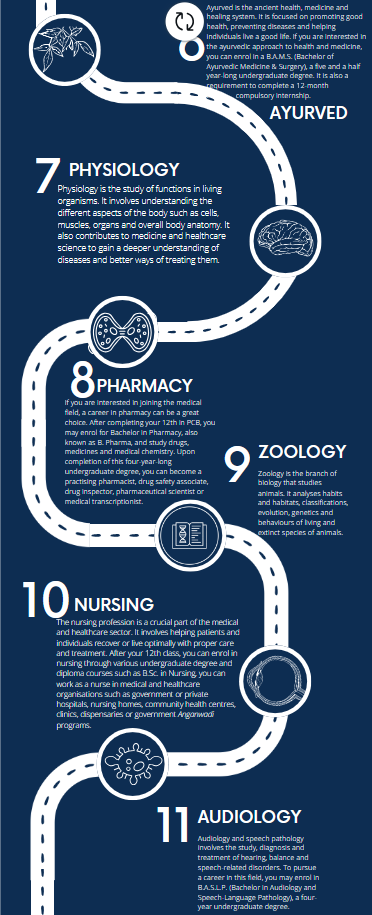 Ayurved is the ancient health, medicine and
healing system. It is focused on promoting good
health, preventing diseases and helping
individuals live a good life. If you are interested in
the ayurvedic approach to health and medicine,
you can enrol in a B.A.M.S. (Bachelor of
Ayurvedic Medicine & Surgery), a five and a half
year-long undergraduate degree. It is also a
requirement to complete a 12-month
compulsory internship.
AYURVED
7 PHYSIOLOGY
Physiology is the study of functions in living
organisms. It involves understanding the
different aspects of the body such as cells,
muscles, organs and overall body anatomy. It
also contributes to medicine and healthcare
science to gain a deeper understanding of
diseases and better ways of treating them.
8 PHARMACY
If you are interested in joining the medical
field, a career in pharmacy can be a great
choice. After completing your 12th in PCB, you
may enrol for Bachelor in Pharmacy, also
known as B. Pharma, and study drugs,
medicines and medical chemistry. Upon
completion of this four-year-long
undergraduate degree, you can become a
practising pharmacist, drug safety associate,
drug inspector, pharmaceutical scientist or
medical transcriptionist.
9 ZOOLOGY
Zoology is the branch of
biology that studies
animals. It analyses habits
and habitats, classifications,
evolution, genetics and
behaviours of living and
extinct species of animals.
10 NURSING
The nursing profession is a crucial part of the medical
and healthcare sector. It involves helping patients and
individuals recover or live optimally with proper care
and treatment. After your 12th class, you can enrol in
nursing through various undergraduate degree and
diploma courses such as B.Sc. in Nursing, you can
work as a nurse in medical and healthcare
organisations such as government or private
hospitals, nursing homes, community health centres,
clinics, dispensaries or government Anganwadi
programs.
11 AUDIOLOGY
Audiology and speech pathology
involves the study, diagnosis and
treatment of hearing, balance and
speech-related disorders. To pursue
a career in this field, you may enrol in
B.A.S.L.P. (Bachelor in Audiology and
Speech-Language Pathology), a four-
year undergraduate degree.